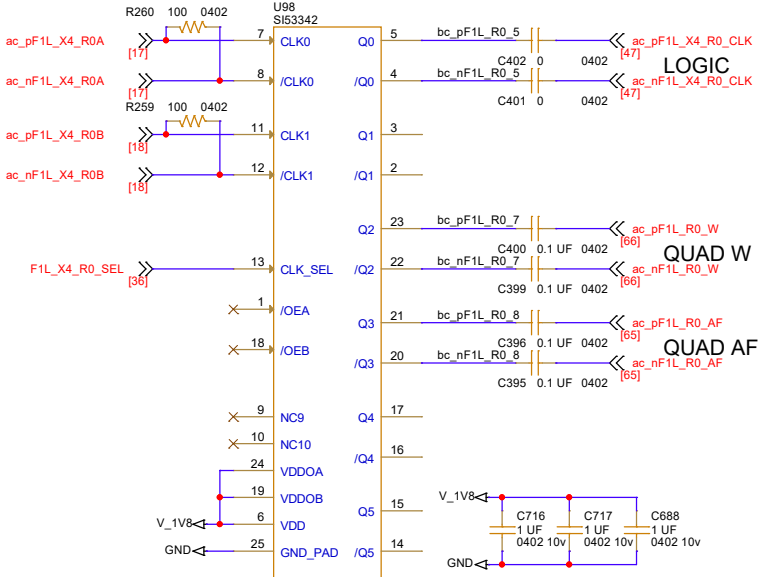 U98
SI53342
R260 100 0402
ac_pF1L_X4_R0A
[17]
7 CLK0
Q0 5
bc_pF1L_R0_5
C402 0 0402
ac_pF1L_X4_R0_CLK
[47]
LOGIC
ac_nF1L_X4_R0A
[17]
8 /CLK0
/Q0 4
bc_nF1L_R0_5
C401 0 0402
ac_nF1L_X4_R0_CLK
[47]
R259 100 0402
ac_pF1L_X4_R0B
[18]
11 CLK1
Q1 3
ac_nF1L_X4_R0B
[18]
12 /CLK1
/Q1 2
Q2 23
bc_pF1L_R0_7
C400 0.1 UF 0402
ac_pF1L_R0_W
[66]
QUAD W
F1L_X4_R0_SEL
[36]
13 CLK_SEL
/Q2 22
bc_nF1L_R0_7
C399 0.1 UF 0402
ac_nF1L_R0_W
[66]
1 /OEA
Q3 21
bc_pF1L_R0_8
C396 0.1 UF 0402
ac_pF1L_R0_AF
[65]
QUAD AF
18 /OEB
/Q3 20
bc_nF1L_R0_8
C395 0.1 UF 0402
ac_nF1L_R0_AF
[65]
9 NC9
Q4 17
10 NC10
/Q4 16
24 VDDOA
19 VDDOB
Q5 15
V_1V8
6 VDD
GND
25 GND_PAD
/Q5 14
V_1V8
C716
1 UF
0402 10v
C717
1 UF
0402 10v
C688
1 UF
0402 10v
GND